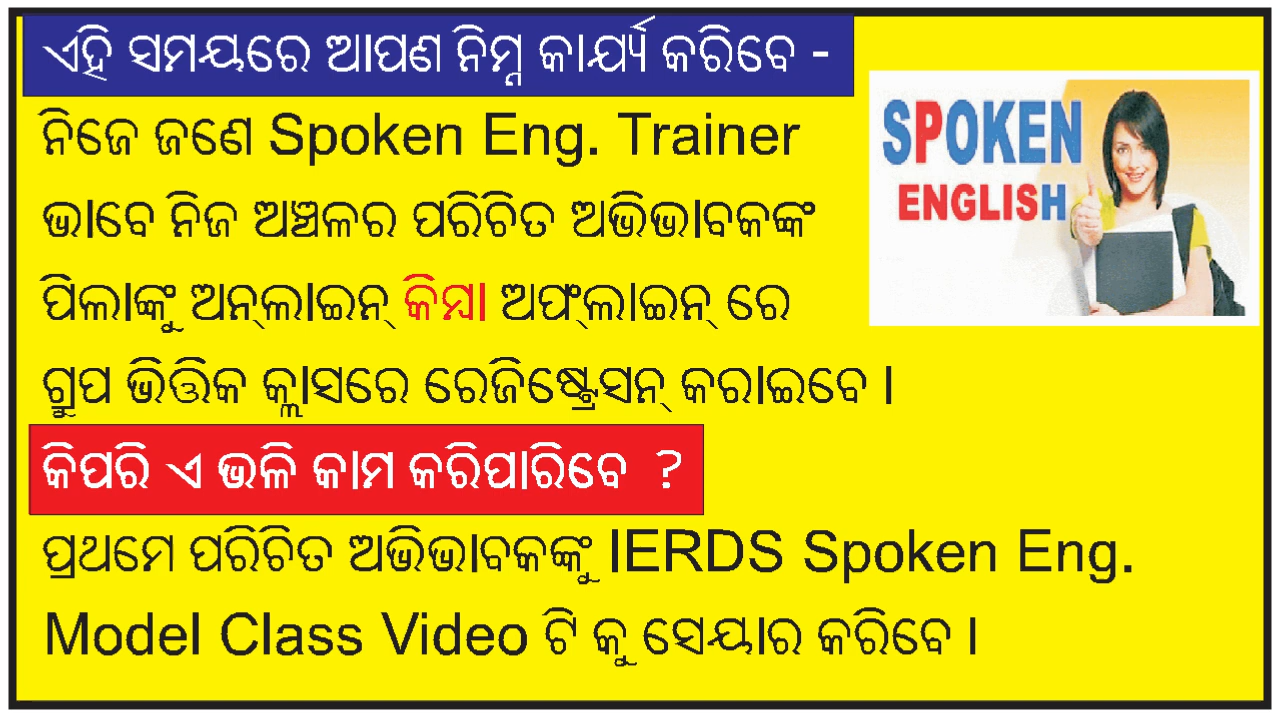 ଏହି ସମୟରେ ଆପଣ ନିମ୍ନ କାର୍ଯ୍ୟ କରିବେ -
ନିଜେ ଜଣେ Spoken Eng. Trainer
ଭାବେ ନିଜ ଅଞ୍ଚଳର ପରିଚିତ ଅଭିଭାବକଙ୍କ
ପିଲାଙ୍କୁ ଅନ୍‌ଲାଇନ୍ କିମ୍ବା ଅଫ୍‌ଲାଇନ୍ ରେ
ଗ୍ରୁପ ଭିତ୍ତିକ କ୍ଲାସରେ ରେଜିଷ୍ଟ୍ରେସନ୍ କରାଇବେ ।
କିପରି ଏ ଭଳି କାମ କରିପାରିବେ ?
ପ୍ରଥମେ ପରିଚିତ ଅଭିଭାବକଙ୍କୁ IERDS Spoken Eng.
Model Class Video ଟି କୁ ସେୟାର କରିବେ ।
SPOKEN
ENGLISH